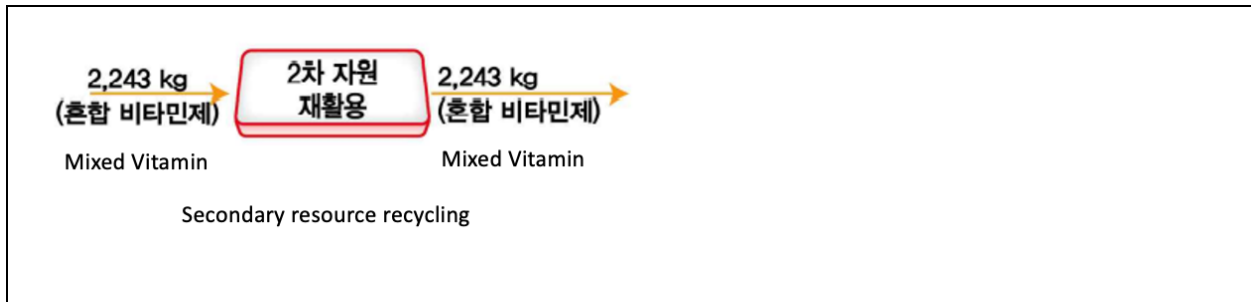 2,243 kg
(혼합 비타민제)
2차 자원
재활용
2,243 kg
(혼합 비타민제)
Mixed Vitamin
Mixed Vitamin
Secondary resource recycling